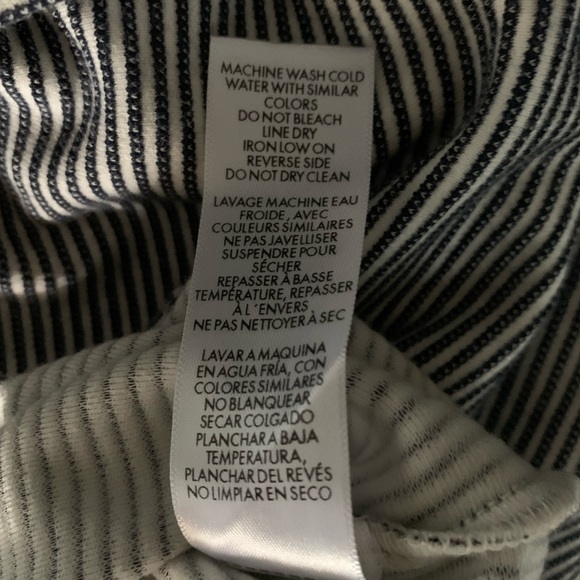 MACHINE WASH COLD
WATER WITH SIMILAR
COLORS
DO NOT BLEACH
LINE DRY
IRON LOW ON
REVERSE SIDE
DO NOT DRY CLEAN
LAVAGE MACHINE EAU
FROIDE, AVEC
COULEURS SIMILAIRES
NE PAS JAVELLISER
SUSPENDRE POUR
SÉCHER
REPASSER À BASSE
TEMPÉRATURE, REPASSER
À L´ENVERS
NE PAS NETTOYER À SEC
LAVAR A MAQUINA
EN AGUA FRÍA, CON
COLORES SIMILARES
NO BLANQUEAR
SECAR COLGADO
PLANCHAR A BAJA
TEMPERATURA,
PLANCHAR DEL REVÉS
NO LIMPIAR EN SECO